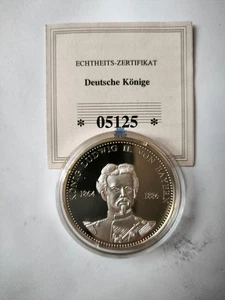 ECHTHEITS-ZERTIFIKAT
Deutsche Könige
* 05125 *
KÖNIG LUDWIG II. VON BAYERN
1864 1886